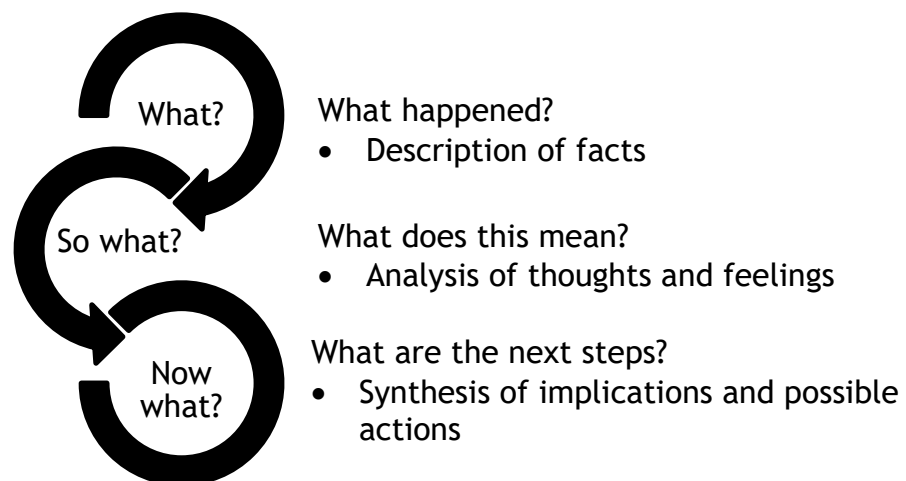 What?
What happened?
• Description of facts
So what?
What does this mean?
• Analysis of thoughts and feelings
Now
what?
What are the next steps?
• Synthesis of implications and possible
actions